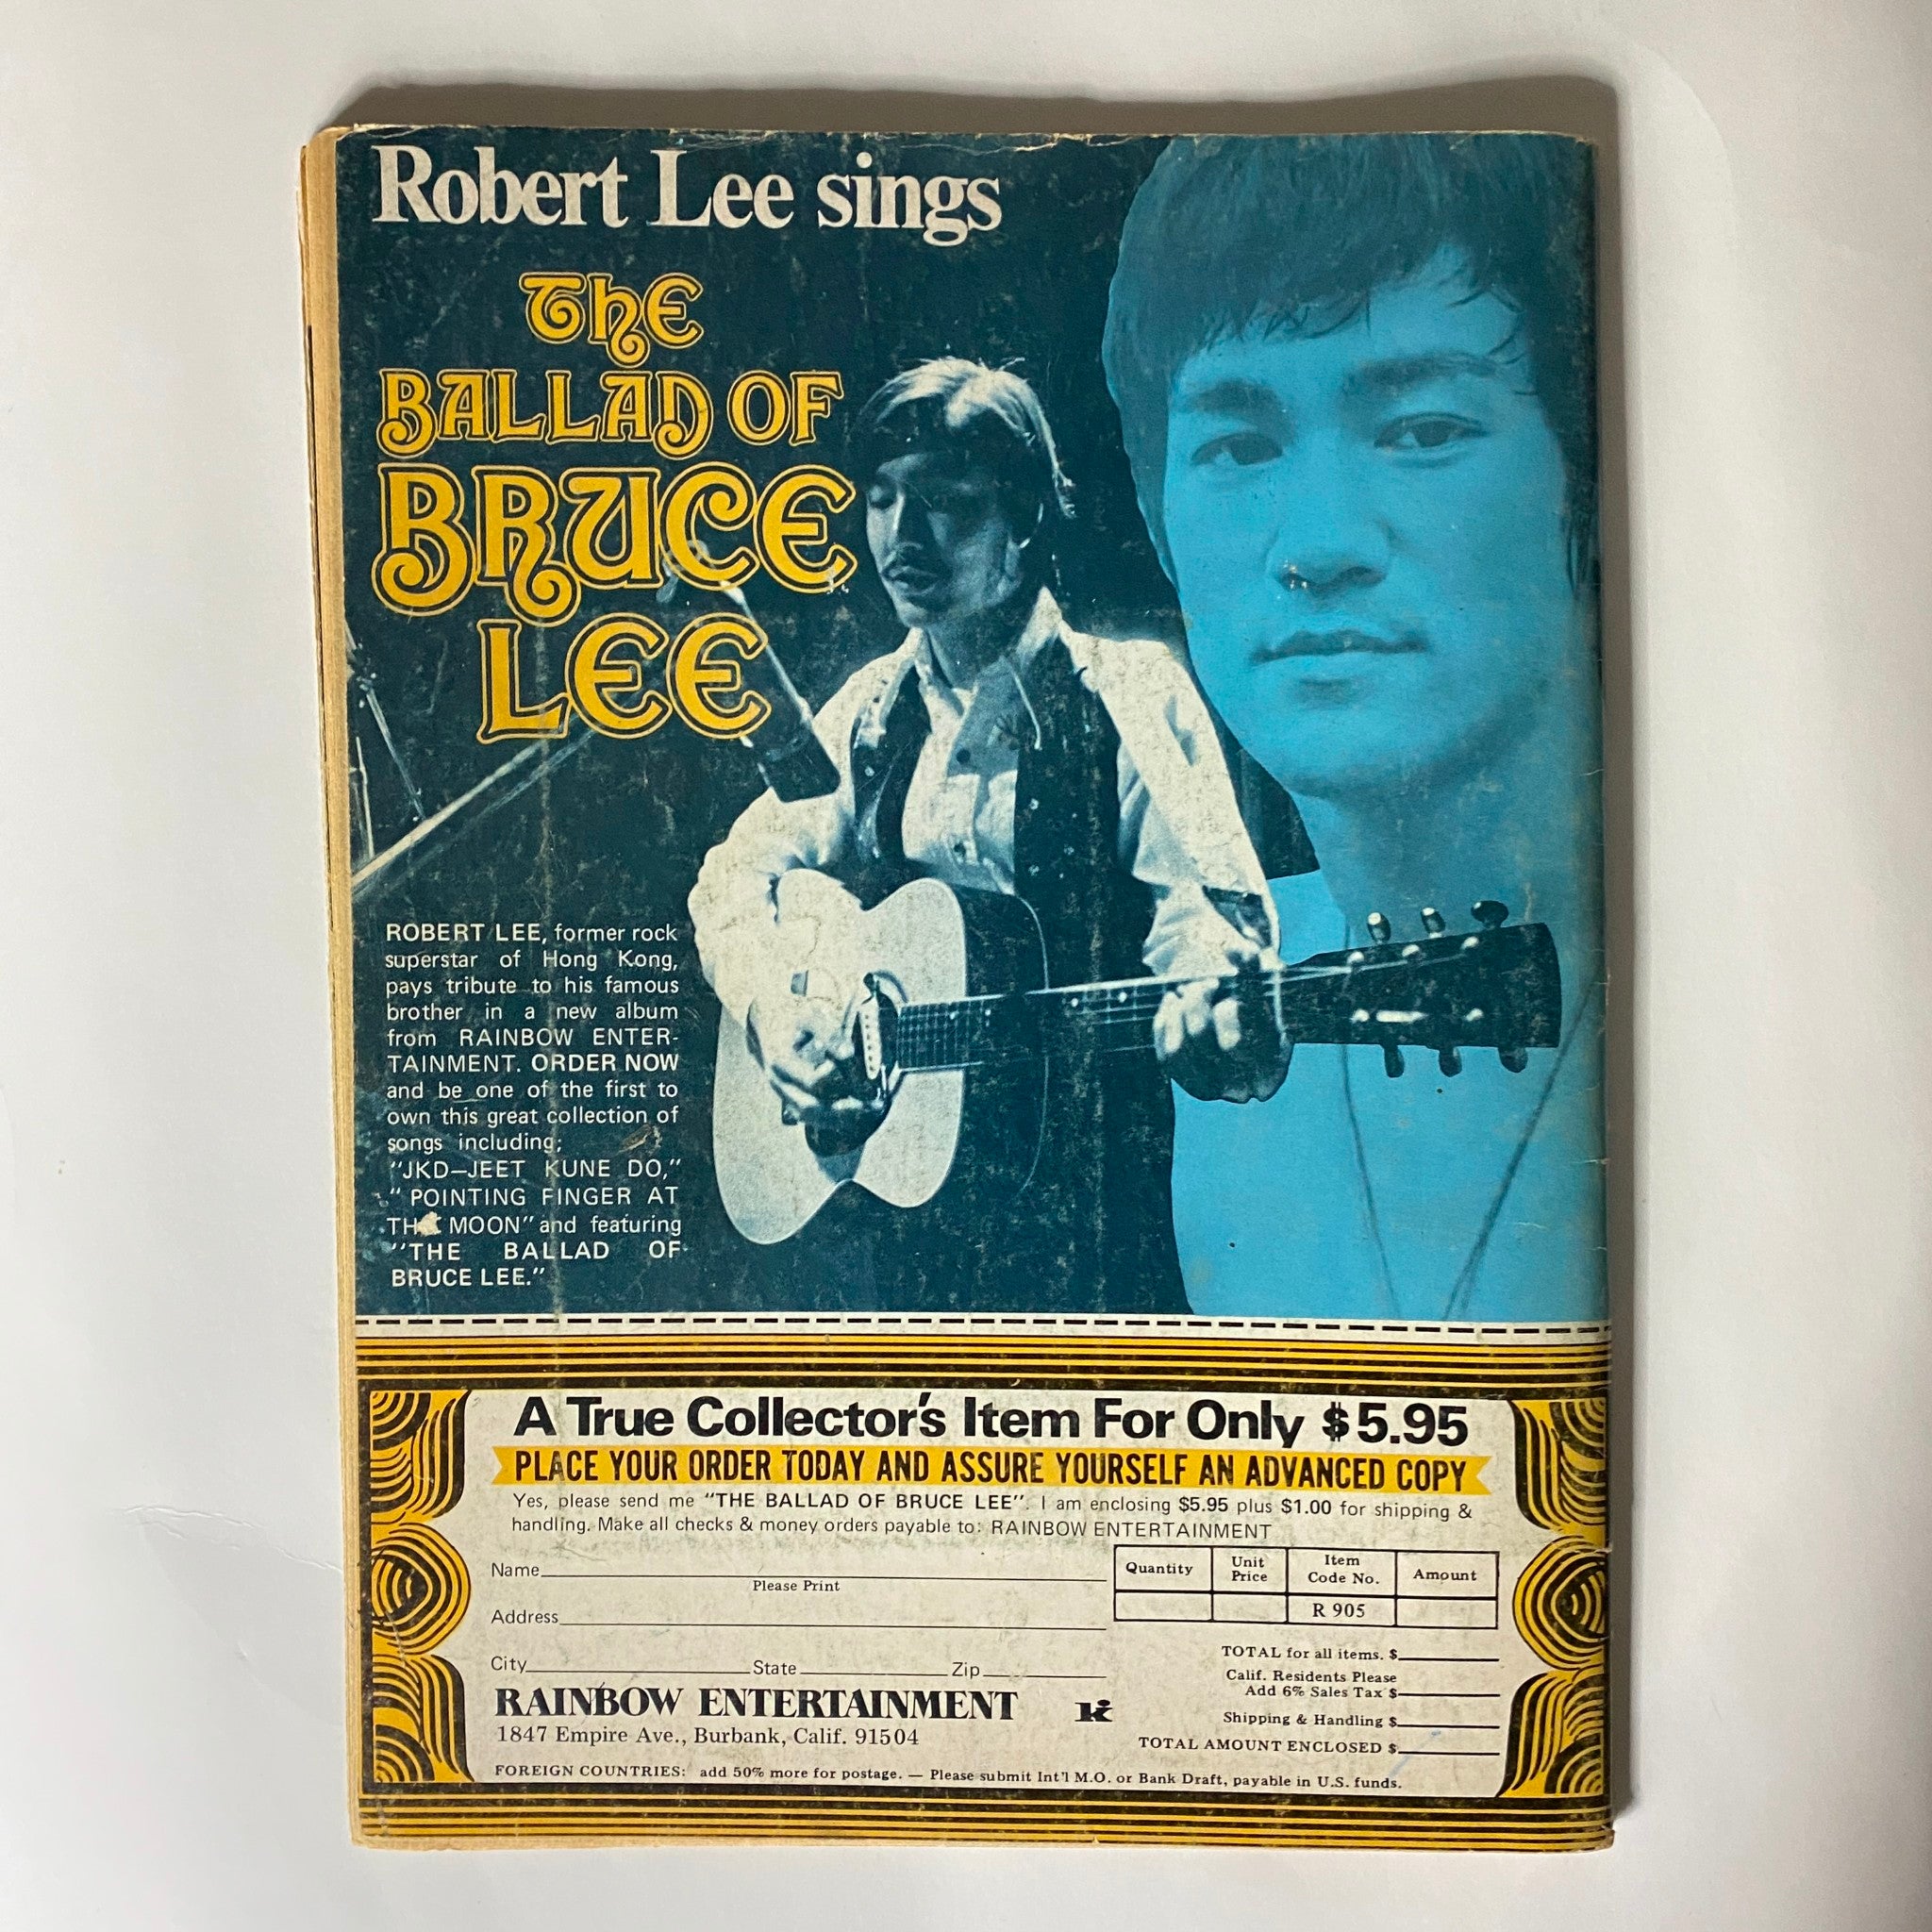 Robert Lee sings
THE
BALLAD OF
BRUCE
LEE
ROBERT LEE, former rock
superstar of Hong Kong,
pays tribute to his famous
brother in a new album
from RAINBOW ENTER-
TAINMENT. ORDER NOW
and be one of the first to
own this great collection of
songs including;
"JKD—JEET KUNE DO,"
"POINTING FINGER AT
THE MOON" and featuring
"THE BALLAD OF
BRUCE LEE."
A True Collector's Item For Only $5.95
PLACE YOUR ORDER TODAY AND ASSURE YOURSELF AN ADVANCED COPY
Yes, please send me "THE BALLAD OF BRUCE LEE". I am enclosing $5.95 plus $1.00 for shipping &
handling. Make all checks & money orders payable to: RAINBOW ENTERTAINMENT
Name
Please Print
Address
City State Zip
Quantity Unit Price Item Code No. Amount
R 905
TOTAL for all items. $
Calif. Residents Please
Add 6% Sales Tax $
Shipping & Handling $
TOTAL AMOUNT ENCLOSED $
RAINBOW ENTERTAINMENT
1847 Empire Ave., Burbank, Calif. 91504
FOREIGN COUNTRIES: add 50% more for postage. — Please submit Int'l M.O. or Bank Draft, payable in U.S. funds.